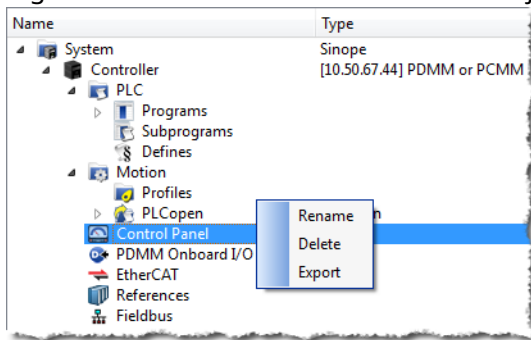 Name Type
System Sinope
Controller [10.50.67.44] PDMM or PCMM
PLC
Programs
Subprograms
Defines
Motion
Profiles
PLCopen n
Rename
Control Panel
Delete
PDMM Onboard I/O
Export
EtherCAT
References
Fieldbus